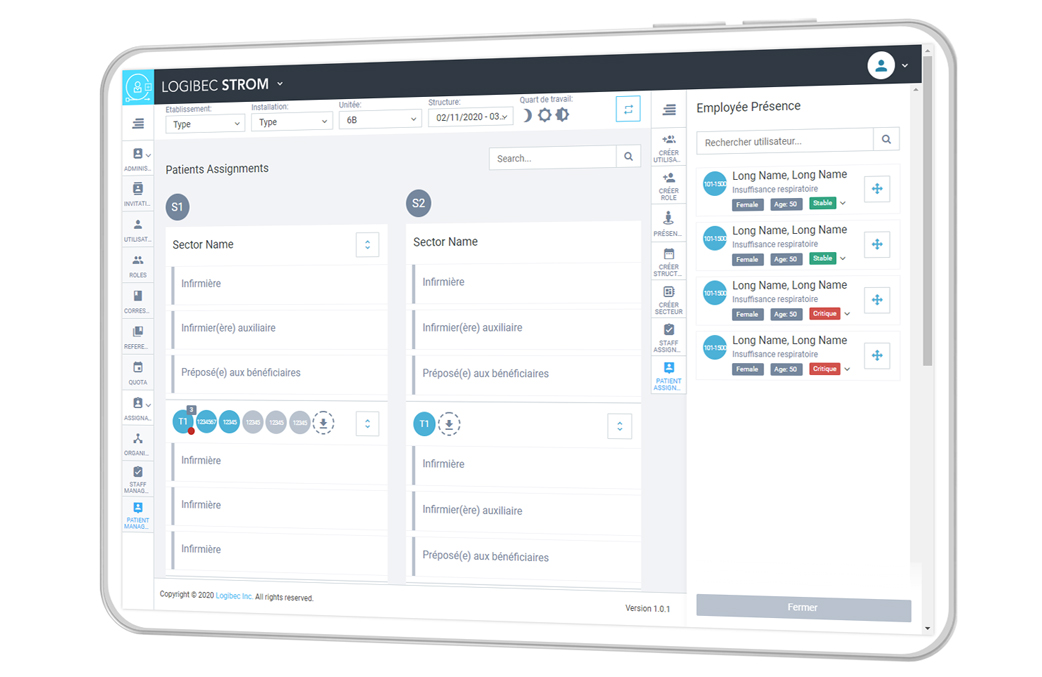 LOGIBEC STROM
Etablissement:
Type
Installation:
Type
Unitée:
6B
Structure:
02/11/2020 - 03...
Quart de travail:
ADMINIS...
INVITATI...
UTILISAT...
ROLES
CORRES...
REFERE...
QUOTA
ASSIGNA...
ORGANI...
STAFF
MANAG...
PATIENT
MANAG...
Patients Assignments
Search...
S1
Sector Name
Infirmière
Infirmier(ère) auxiliaire
Préposé(e) aux bénéficiaires
T1
3
1234567
12345
12345
12345
12345
Infirmière
Infirmière
Infirmière
S2
Sector Name
Infirmière
Infirmier(ère) auxiliaire
Préposé(e) aux bénéficiaires
T1
Infirmière
Infirmier(ère) auxiliaire
Préposé(e) aux bénéficiaires
CRÉER
UTILISA...
CRÉER
ROLE
PRÉSEN...
CRÉER
STRUCT...
CRÉER
SECTEUR
STAFF
ASSIGN...
PATIENT
ASSIGN...
Employée Présence
Rechercher utilisateur...
101-1500
Long Name, Long Name
Insuffisance respiratoire
Female Age: 50 Stable
101-1500
Long Name, Long Name
Insuffisance respiratoire
Female Age: 50 Stable
101-1500
Long Name, Long Name
Insuffisance respiratoire
Female Age: 50 Critique
101-1500
Long Name, Long Name
Insuffisance respiratoire
Female Age: 50 Critique
Fermer
Copyright © 2020 Logibec Inc. All rights reserved.
Version 1.0.1